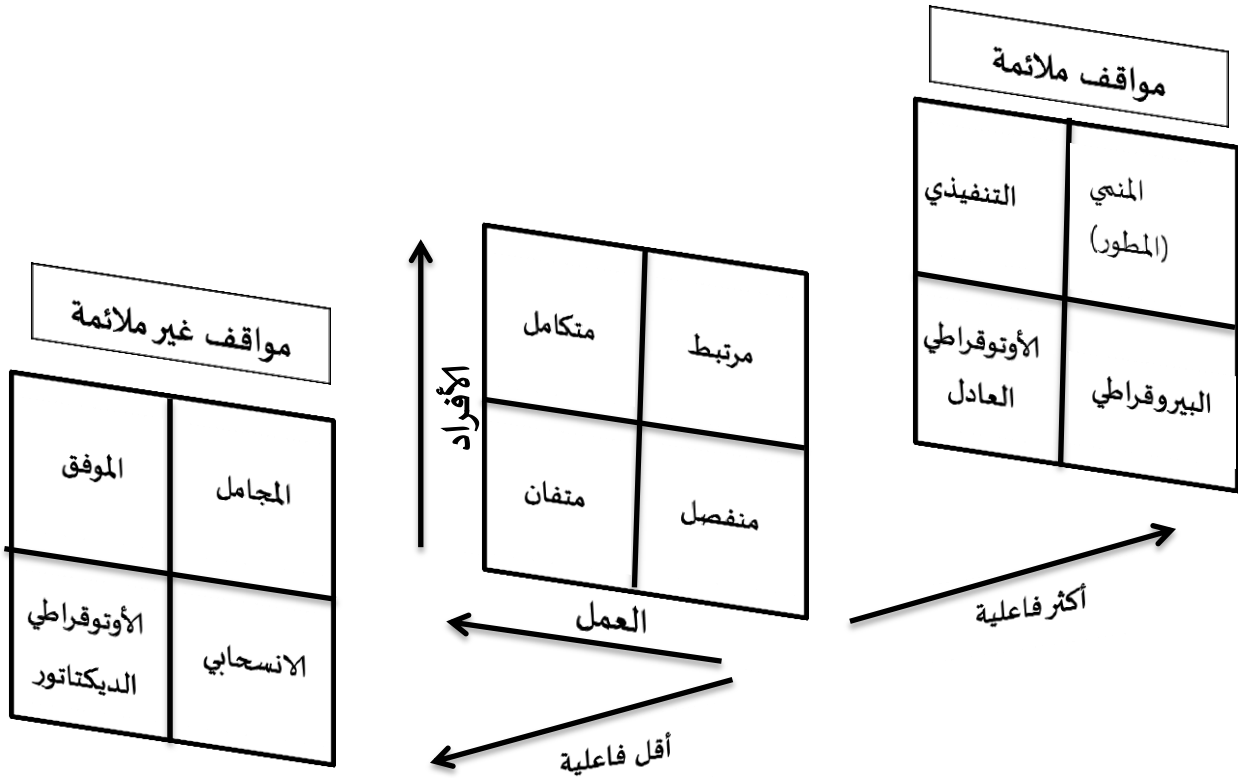 مواقف ملائمة
المنمي
(المطور)
التنفيذي
البيروقراطي
الأوتوقراطي
العادل
مرتبط
متكامل
منفصل
متفان
الأفراد
العمل
أكثر فاعلية
أقل فاعلية
مواقف غير ملائمة
المجامل
الموفق
الانسحابي
الأوتوقراطي
الديكتاتور